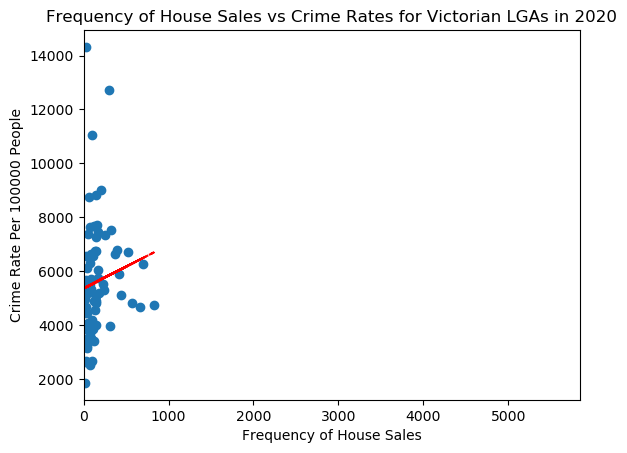 Frequency of House Sales vs Crime Rates for Victorian LGAs in 2020
14000
12000
10000
8000
6000
4000
2000
Crime Rate Per 100000 People
0 1000 2000 3000 4000 5000
Frequency of House Sales